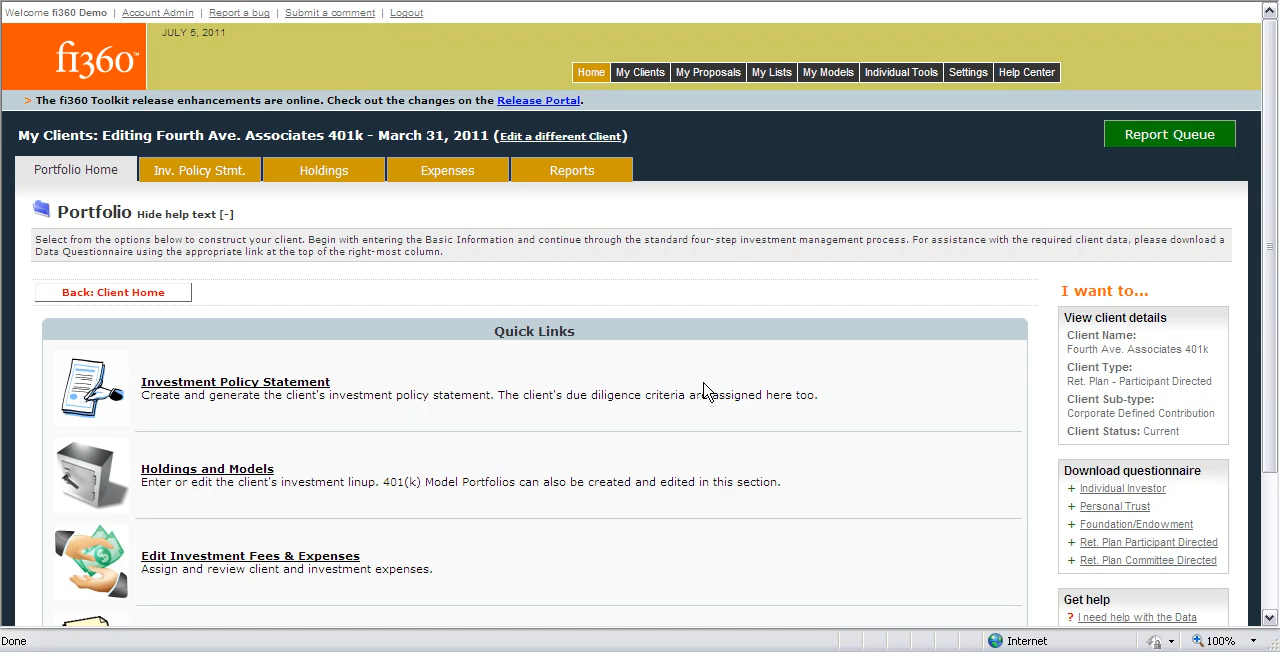 Welcome fi360 Demo | Account Admin | Report a bug | Submit a comment | Logout
fi360™
JULY 5, 2011
Home
My Clients
My Proposals
My Lists
My Models
Individual Tools
Settings
Help Center
> The fi360 Toolkit release enhancements are online. Check out the changes on the Release Portal.
My Clients: Editing Fourth Ave. Associates 401k - March 31, 2011 (Edit a different Client)
Report Queue
Portfolio Home
Inv. Policy Stmt.
Holdings
Expenses
Reports
Portfolio Hide help text [-]
Select from the options below to construct your client. Begin with entering the Basic Information and continue through the standard four-step investment management process. For assistance with the required client data, please download a
Data Questionnaire using the appropriate link at the top of the right-most column.
Back: Client Home
Quick Links
Investment Policy Statement
Create and generate the client's investment policy statement. The client's due diligence criteria are assigned here too.
Holdings and Models
Enter or edit the client's investment linup. 401(k) Model Portfolios can also be created and edited in this section.
Edit Investment Fees & Expenses
Assign and review client and investment expenses.
I want to...
View client details
Client Name:
Fourth Ave. Associates 401k
Client Type:
Ret. Plan - Participant Directed
Client Sub-type:
Corporate Defined Contribution
Client Status: Current
Download questionnaire
+ Individual Investor
+ Personal Trust
+ Foundation/Endowment
+ Ret. Plan Participant Directed
+ Ret. Plan Committee Directed
Get help
? I need help with the Data
Done
Internet
100%